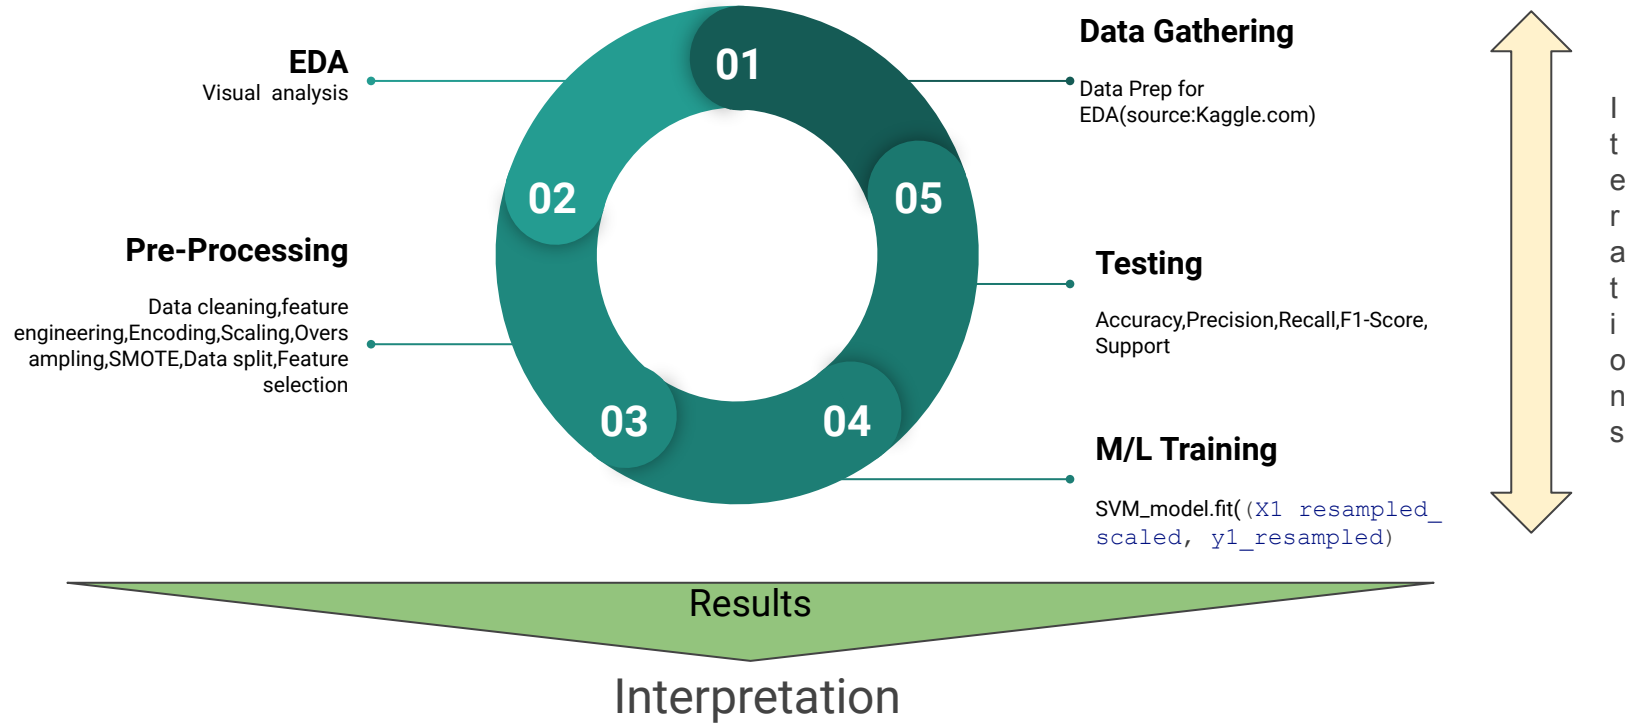 01
Data Gathering
Data Prep for
EDA(source:Kaggle.com)
EDA
Visual analysis
02
Pre-Processing
Data cleaning,feature
engineering,Encoding,Scaling,Overs
ampling,SMOTE,Data split,Feature
selection
03
04
M/L Training
SVM_model.fit((X1 resampled_
scaled, y1_resampled)
05
Testing
Accuracy,Precision,Recall,F1-Score,
Support
I
t
e
r
a
t
i
o
n
s
Results
Interpretation